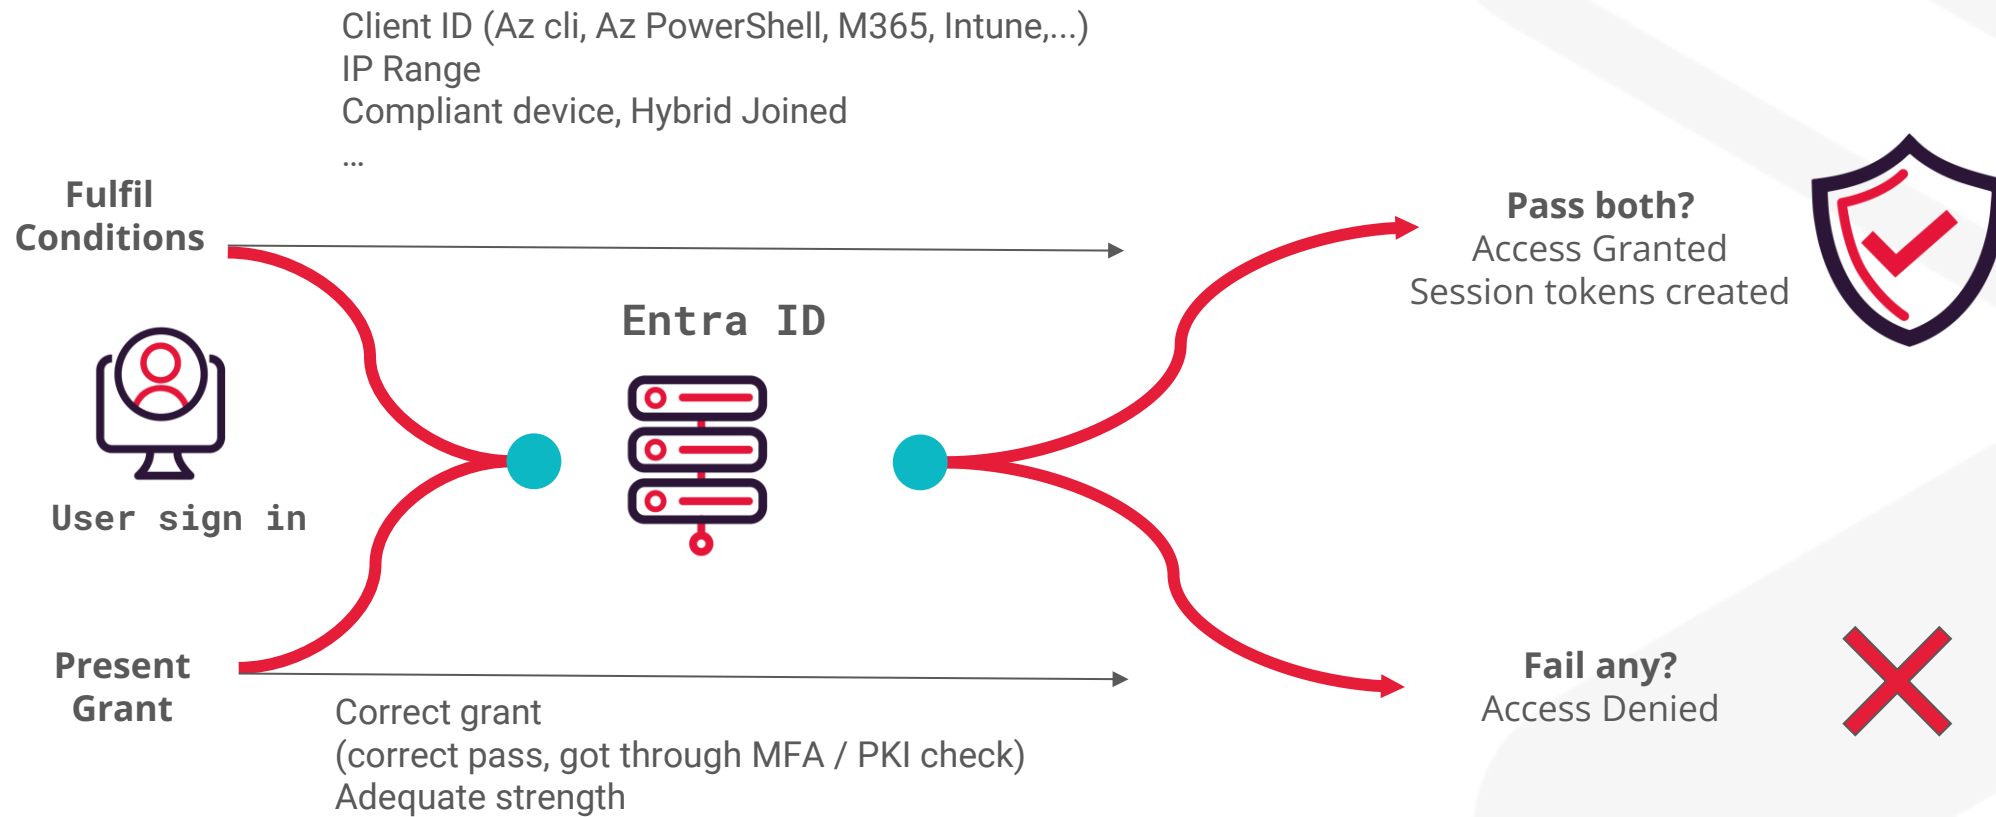 Client ID (Az cli, Az PowerShell, M365, Intune,...)
IP Range
Compliant device, Hybrid Joined
...
Fulfil
Conditions
Entra ID
User sign in
Pass both?
Access Granted
Session tokens created
Present
Grant
Correct grant
(correct pass, got through MFA / PKI check)
Adequate strength
Fail any?
Access Denied